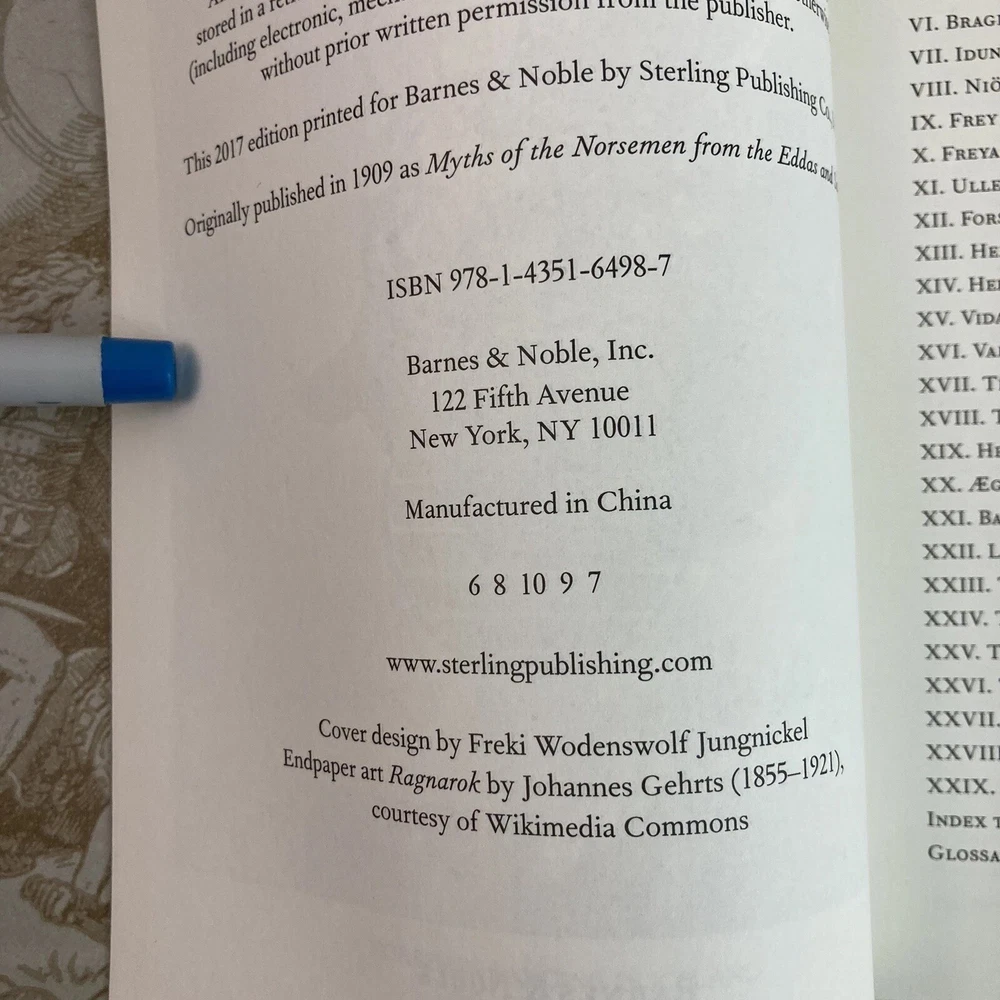 stored in a
(including electronic,
without prior written permission from the publisher.
This 2017 edition printed for Barnes & Noble by Sterling Publishing Co.
Originally published in 1909 as Myths of the Norsemen from the Eddas and
ISBN 978-1-4351-6498-7
Barnes & Noble, Inc.
122 Fifth Avenue
New York, NY 10011
Manufactured in China
6 8 10 9 7
www.sterlingpublishing.com
Cover design by Freki Wodenswolf Jungnickel
Endpaper art Ragnarok by Johannes Gehrts (1855–1921),
courtesy of Wikimedia Commons
VI. BRAGI
VII. IDUN
VIII. NIÖ
IX. FREY
X. FREYA
XI. ULLE
XII. FORS
XIII. HE
XIV. HEI
XV. VIDA
XVI. VA
XVII. T
XVIII. T
XIX. HE
XX. ÆG
XXI. BA
XXII. L
XXIII.
XXIV. T
XXV. T
XXVI.
XXVII.
XXVIII
XXIX.
INDEX T
GLOSSA